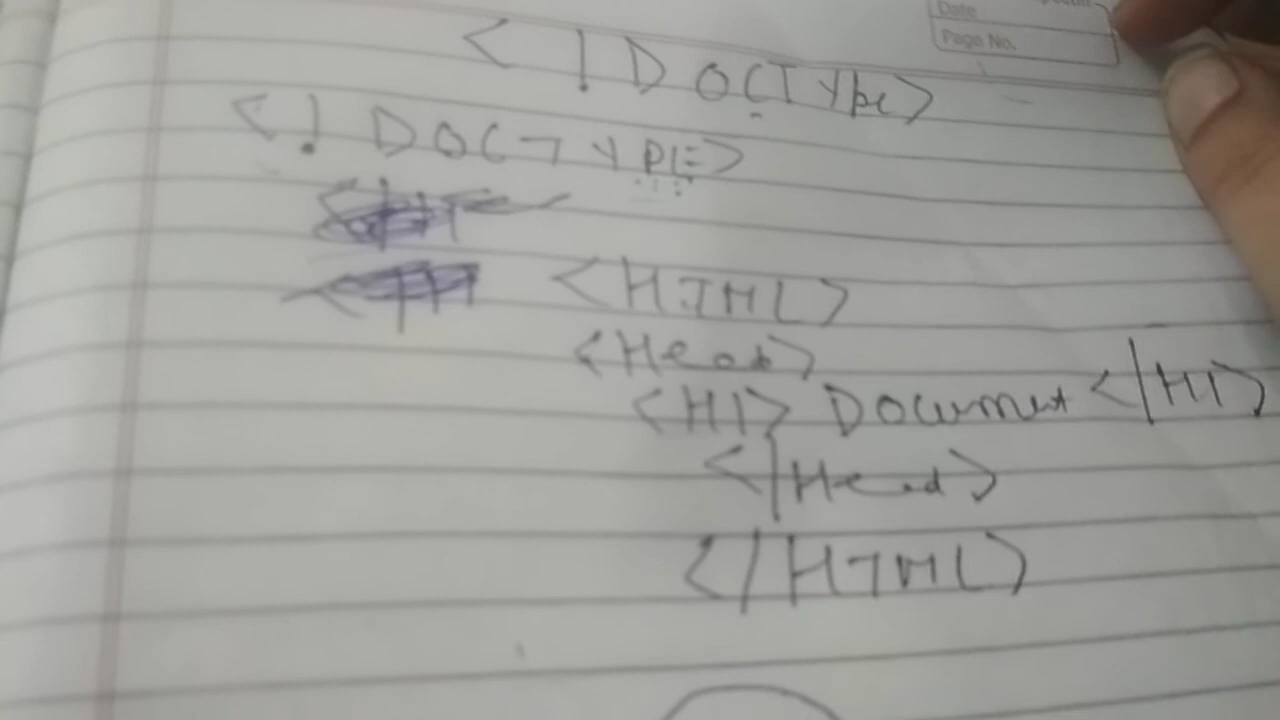 Date
Page No.
<! DOCTYpe>
<! DOCTYPE>
<HTML>
<Head>
<H1> Document </H1>
</Head>
</HTML>